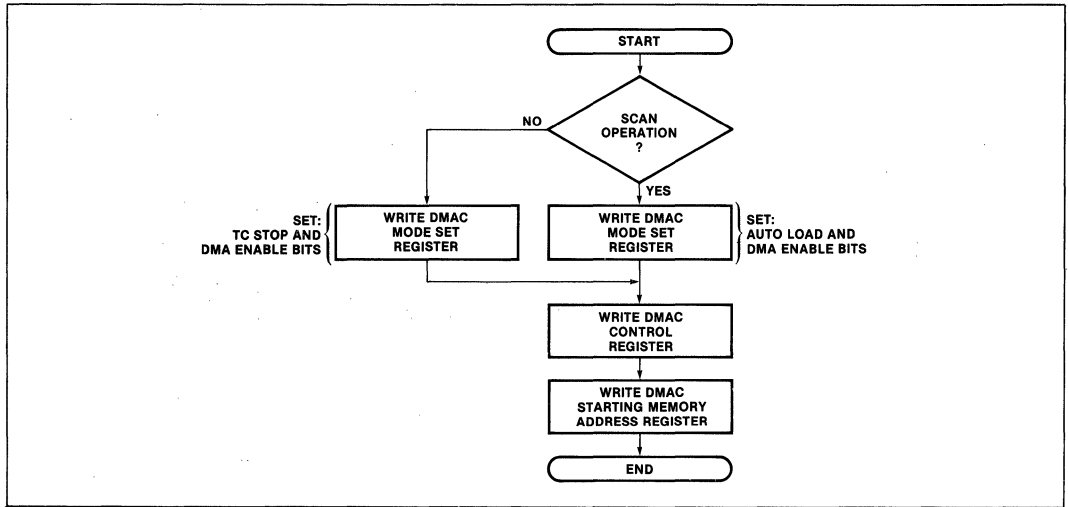 START
SCAN
OPERATION
?
NO
YES
SET:
TC STOP AND
DMA ENABLE BITS
WRITE DMAC
MODE SET
REGISTER
WRITE DMAC
MODE SET
REGISTER
SET:
AUTO LOAD AND
DMA ENABLE BITS
WRITE DMAC
CONTROL
REGISTER
WRITE DMAC
STARTING MEMORY
ADDRESS REGISTER
END